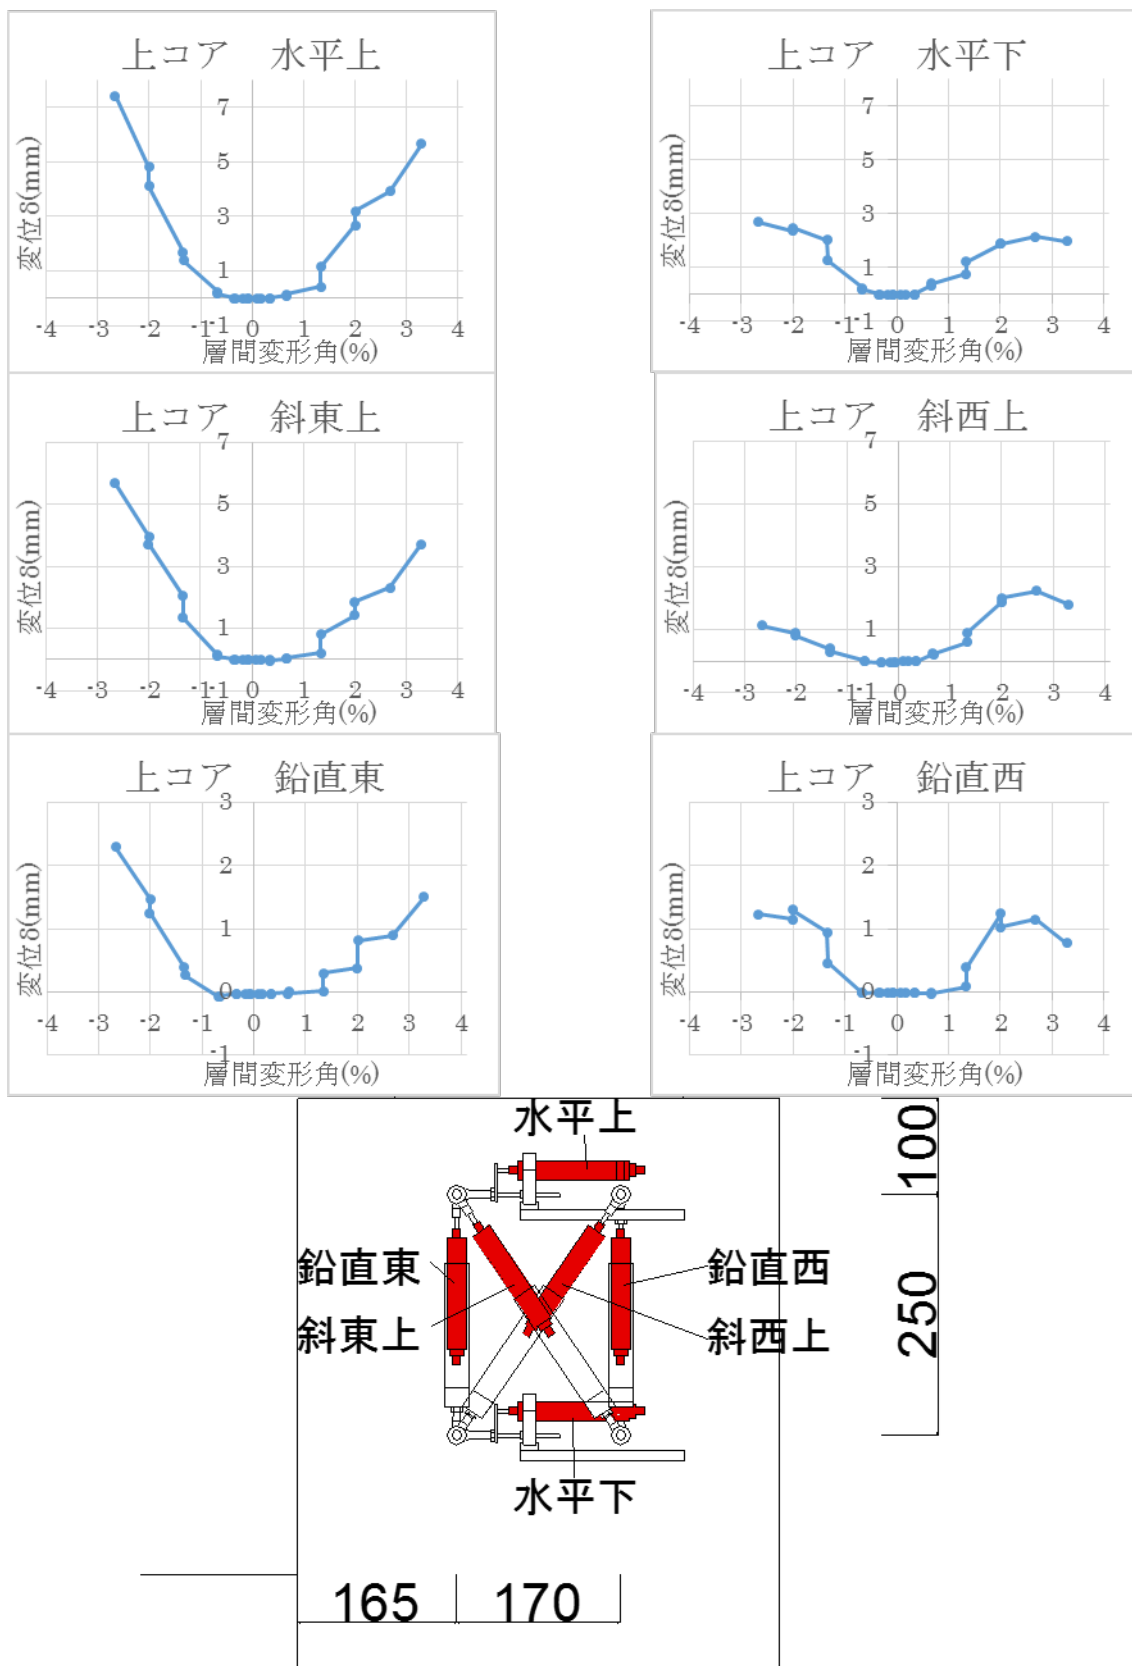 上コア 水平上
7
5
3
1
-1
-4 -3 -2 -1 0 1 2 3 4
変位δ(mm)
層間変形角(%)
上コア 水平下
7
5
3
1
-1
-4 -3 -2 -1 0 1 2 3 4
変位δ(mm)
層間変形角(%)
上コア 斜東上
7
5
3
1
-1
-4 -3 -2 -1 0 1 2 3 4
変位δ(mm)
層間変形角(%)
上コア 斜西上
7
5
3
1
-1
-4 -3 -2 -1 0 1 2 3 4
変位δ(mm)
層間変形角(%)
上コア 鉛直東
3
2
1
0
-1
-4 -3 -2 -1 0 1 2 3 4
変位δ(mm)
層間変形角(%)
上コア 鉛直西
3
2
1
0
-1
-4 -3 -2 -1 0 1 2 3 4
変位δ(mm)
層間変形角(%)
水平上
100
鉛直東
鉛直西
斜東上
斜西上
250
水平下
165
170